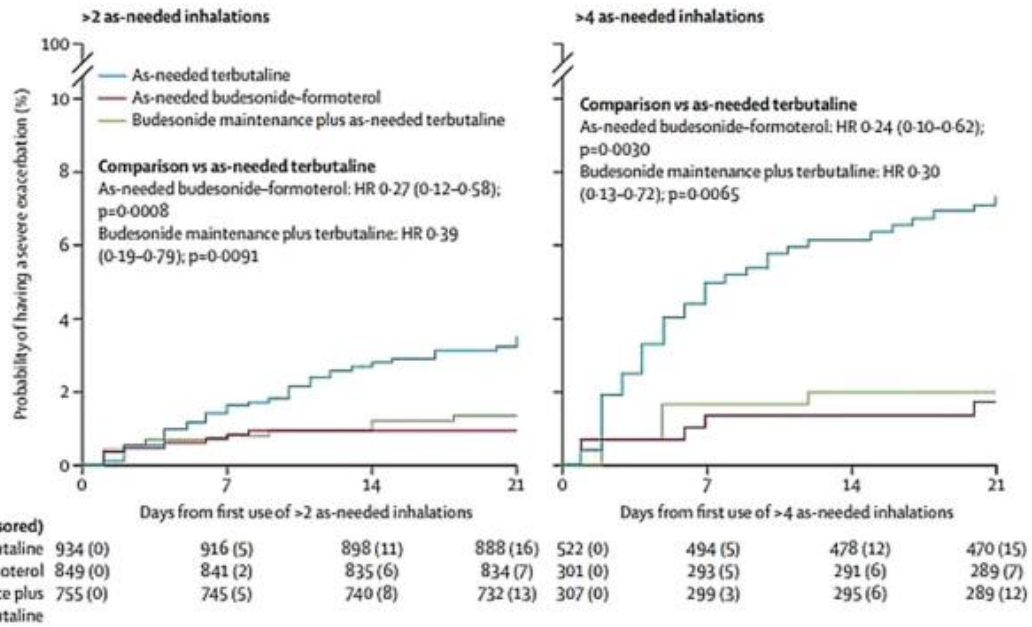 >2 as-needed inhalations
>4 as-needed inhalations
100
10
8
6
4
2
0
Probability of having a severe exacerbation (%)
As-needed terbutaline
As-needed budesonide–formoterol
Budesonide maintenance plus as-needed terbutaline
Comparison vs as-needed terbutaline
As-needed budesonide–formoterol: HR 0·27 (0·12–0·58);
p=0·0008
Budesonide maintenance plus terbutaline: HR 0·39
(0·19–0·79); p=0·0091
Comparison vs as-needed terbutaline
As-needed budesonide–formoterol: HR 0·24 (0·10–0·62);
p=0·0030
Budesonide maintenance plus terbutaline: HR 0·30
(0·13–0·72); p=0·0065
0 7 14 21
0 7 14 21
Days from first use of >2 as-needed inhalations
Days from first use of >4 as-needed inhalations
sored)
taline 934 (0) 916 (5) 898 (11) 888 (16) 522 (0) 494 (5) 478 (12) 470 (15)
oterol 849 (0) 841 (2) 835 (6) 834 (7) 301 (0) 293 (5) 291 (6) 289 (7)
ce plus 755 (0) 745 (5) 740 (8) 732 (13) 307 (0) 299 (3) 295 (6) 289 (12)
utaline